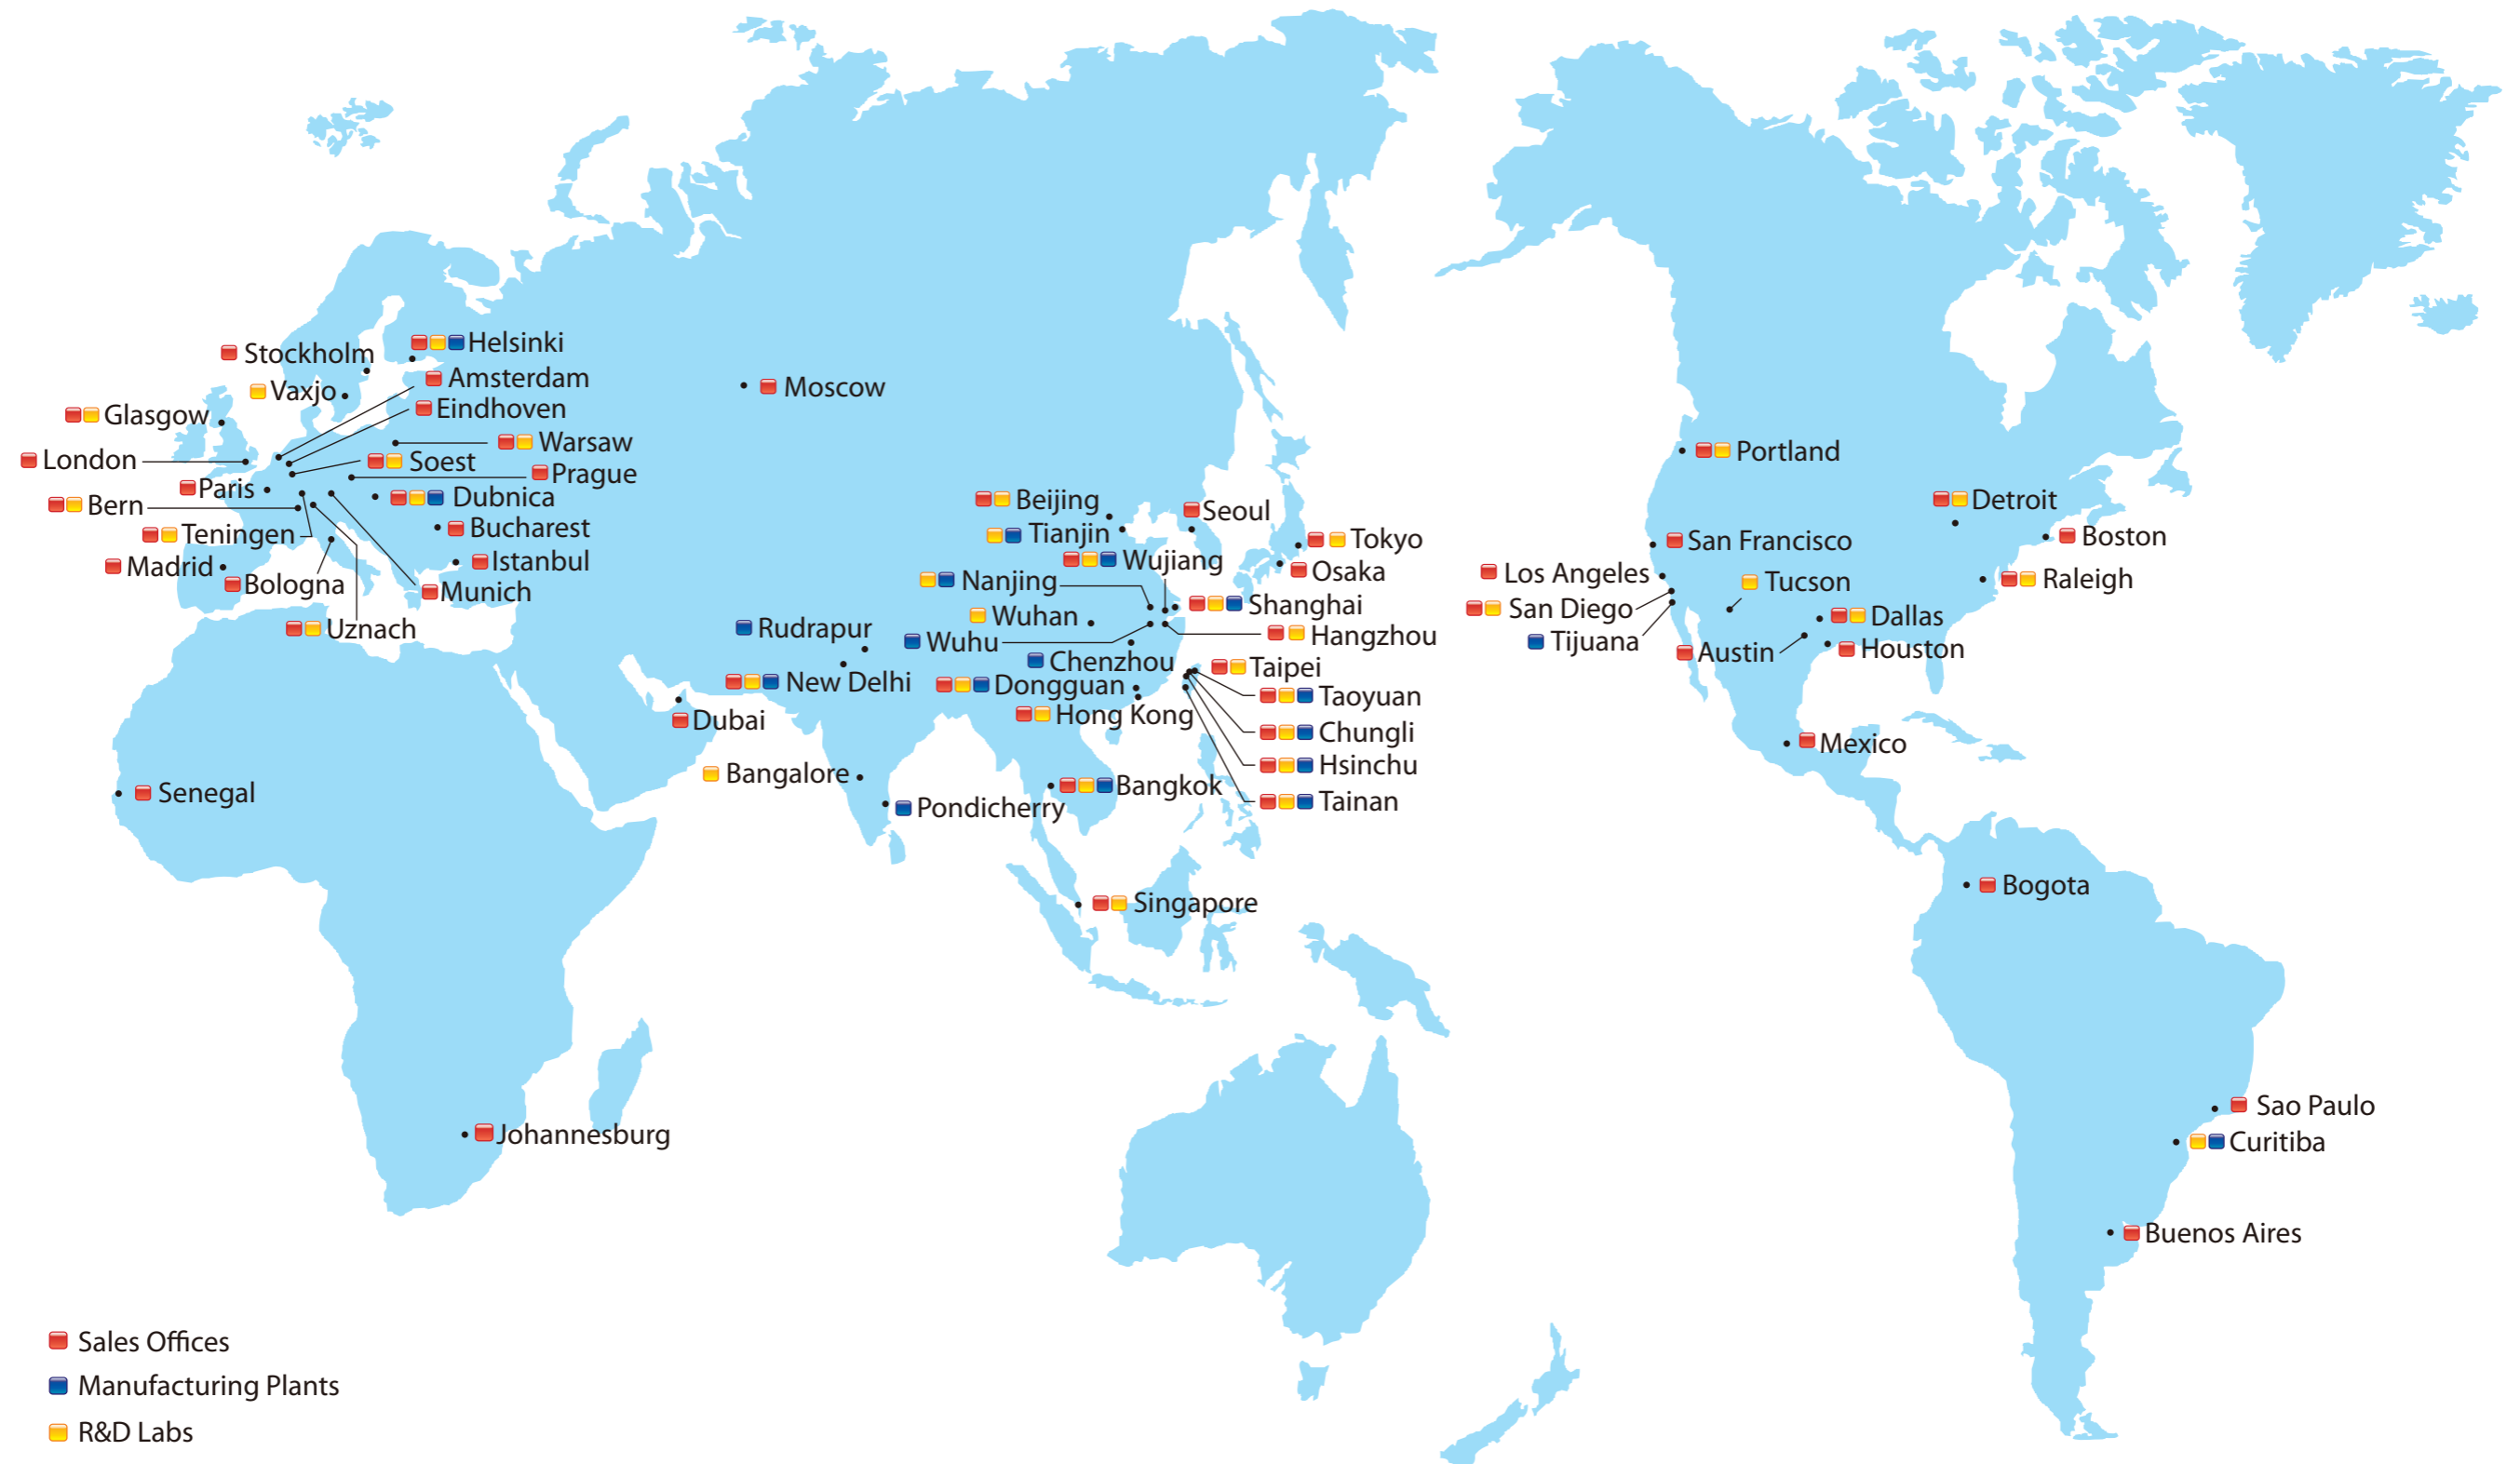 Stockholm
Helsinki
Amsterdam
Vaxjo
Eindhoven
Glasgow
Warsaw
London
Soest
Prague
Paris
Dubnica
Bern
Bucharest
Teningen
Istanbul
Madrid
Bologna
Munich
Uznach
Moscow
Beijing
Seoul
Tianjin
Tokyo
Wujiang
Osaka
Nanjing
Shanghai
Wuhan
Rudrapur
Wuhu
Hangzhou
Chenzhou
Taipei
New Delhi
Dongguan
Taoyuan
Hong Kong
Dubai
Chungli
Hsinchu
Bangalore
Bangkok
Tainan
Pondicherry
Senegal
Singapore
Johannesburg
Portland
Detroit
Boston
San Francisco
Los Angeles
Tucson
Raleigh
San Diego
Dallas
Tijuana
Austin
Houston
Mexico
Bogota
Sao Paulo
Curitiba
Buenos Aires
Sales Offices
Manufacturing Plants
R&D Labs